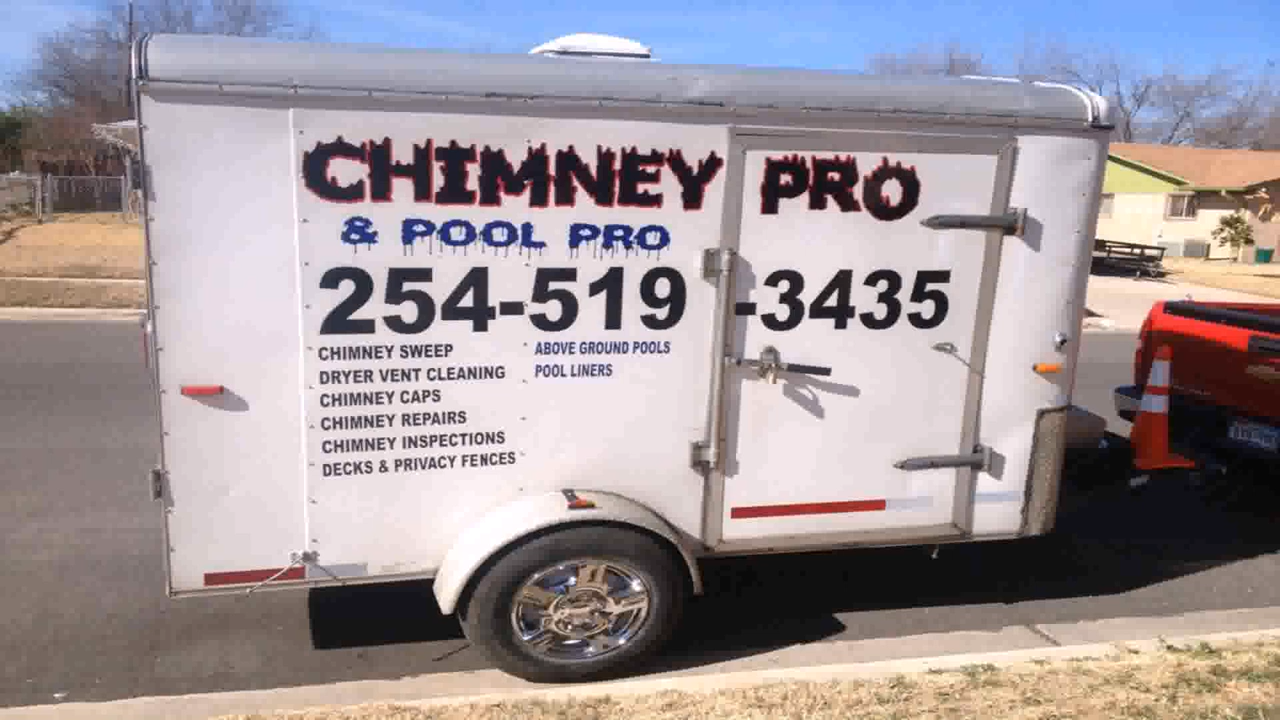 CHIMNEY PRO
& POOL PRO
254-519-3435
CHIMNEY SWEEP
DRYER VENT CLEANING
CHIMNEY CAPS
CHIMNEY REPAIRS
CHIMNEY INSPECTIONS
DECKS & PRIVACY FENCES
ABOVE GROUND POOLS
POOL LINERS